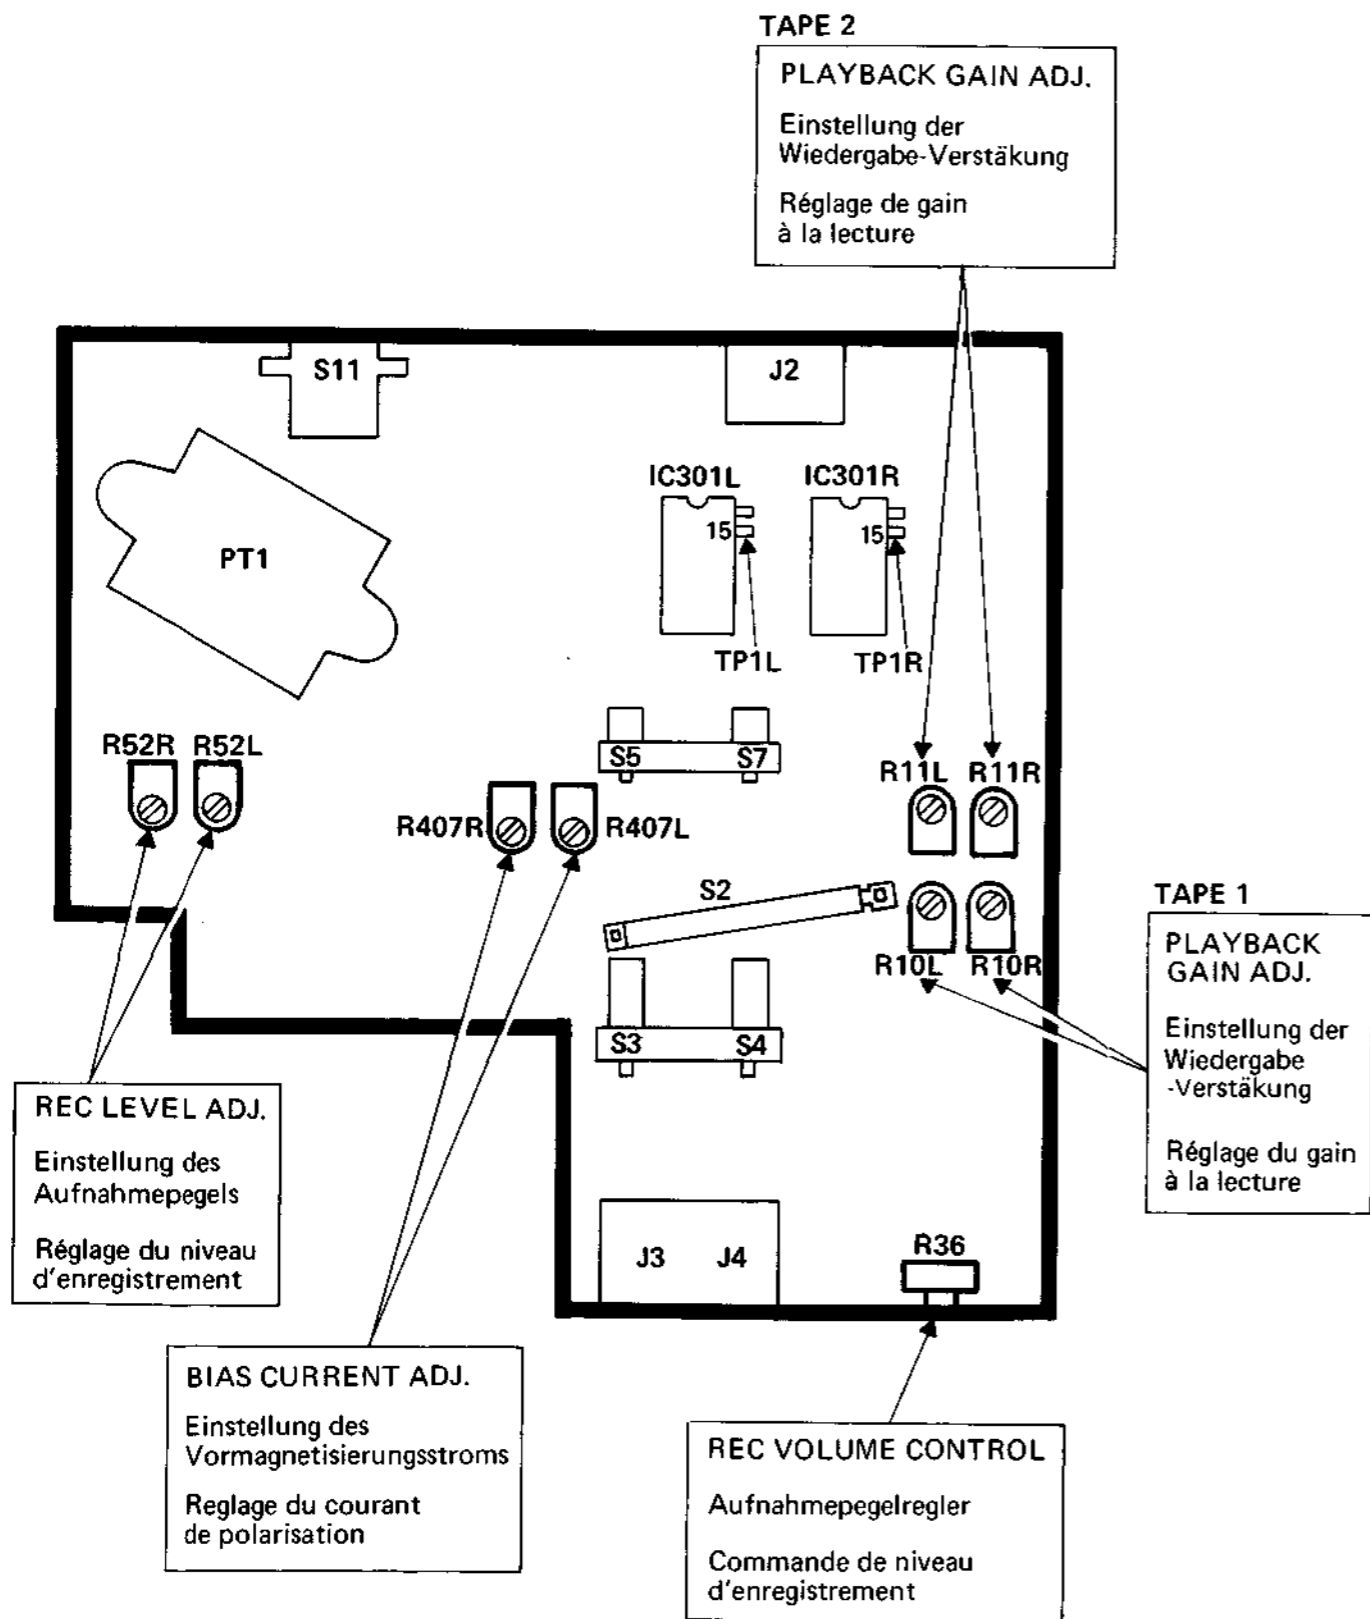 TAPE 2
PLAYBACK GAIN ADJ.
Einstellung der
Wiedergabe-Verstäkung
Réglage de gain
à la lecture
S11
J2
IC301L
IC301R
15
15
PT1
TP1L
TP1R
R52R
R52L
S5
S7
R11L
R11R
R407R
R407L
S2
TAPE 1
PLAYBACK
GAIN ADJ.
Einstellung der
Wiedergabe
-Verstäkung
Réglage du gain
à la lecture
R10L
R10R
S3
S4
REC LEVEL ADJ.
Einstellung des
Aufnahmepegels
Réglage du niveau
d'enregistrement
J3
J4
R36
BIAS CURRENT ADJ.
Einstellung des
Vormagnetisierungsstroms
Reglage du courant
de polarisation
REC VOLUME CONTROL
Aufnahmepegelregler
Commande de niveau
d'enregistrement